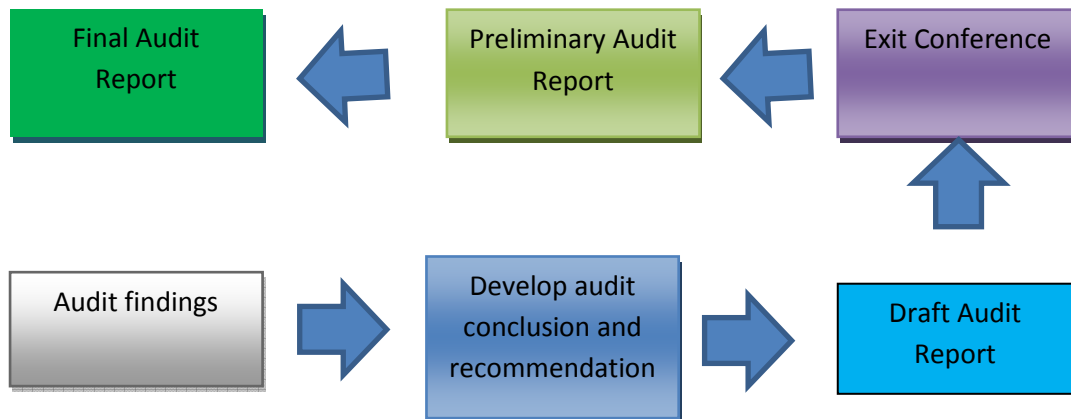 Final Audit
Report
Preliminary Audit
Report
Exit Conference
Audit findings
Develop audit
conclusion and
recommendation
Draft Audit
Report